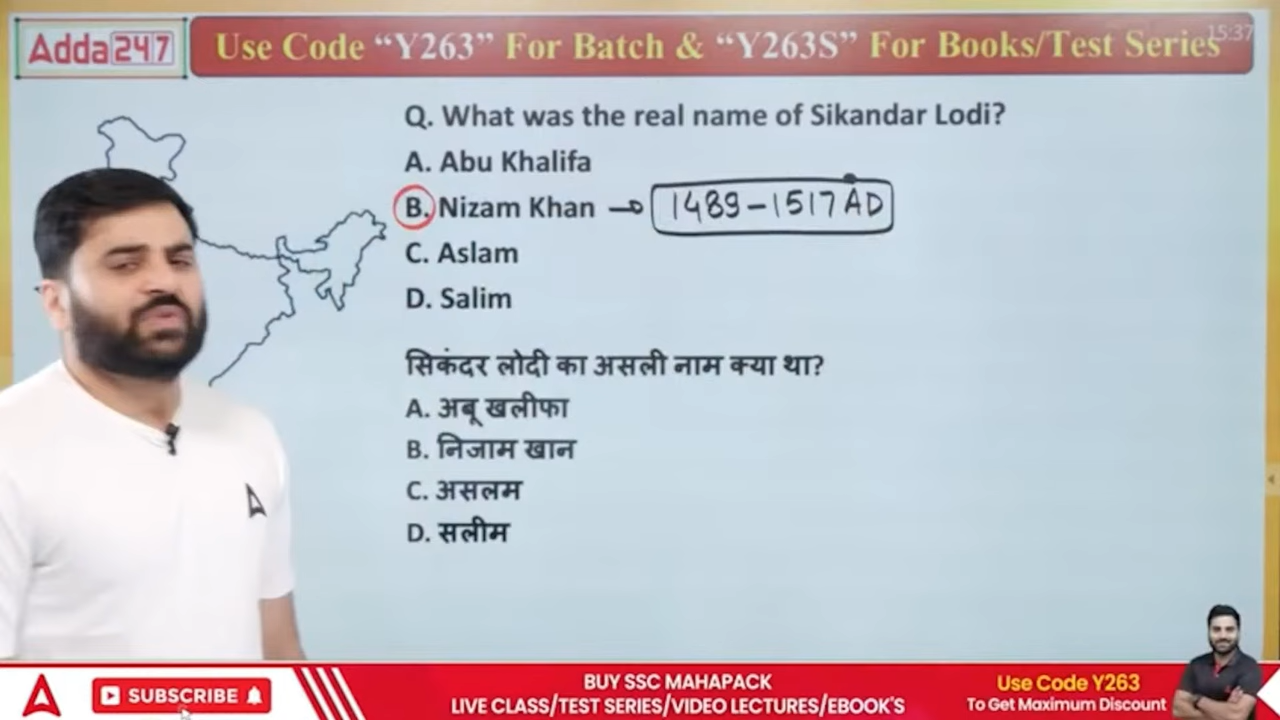 Adda247
Use Code “Y263” For Batch & “Y263S” For Books/Test Series
15:37
Q. What was the real name of Sikandar Lodi?
A. Abu Khalifa
B. Nizam Khan → 1489-1517 AD
C. Aslam
D. Salim
सिकंदर लोदी का असली नाम क्या था?
A. अबू खलीफा
B. निजाम खान
C. असलम
D. सलीम
SUBSCRIBE
BUY SSC MAHAPACK
LIVE CLASS/TEST SERIES/VIDEO LECTURES/EBOOK'S
Use Code Y263
To Get Maximum Discount